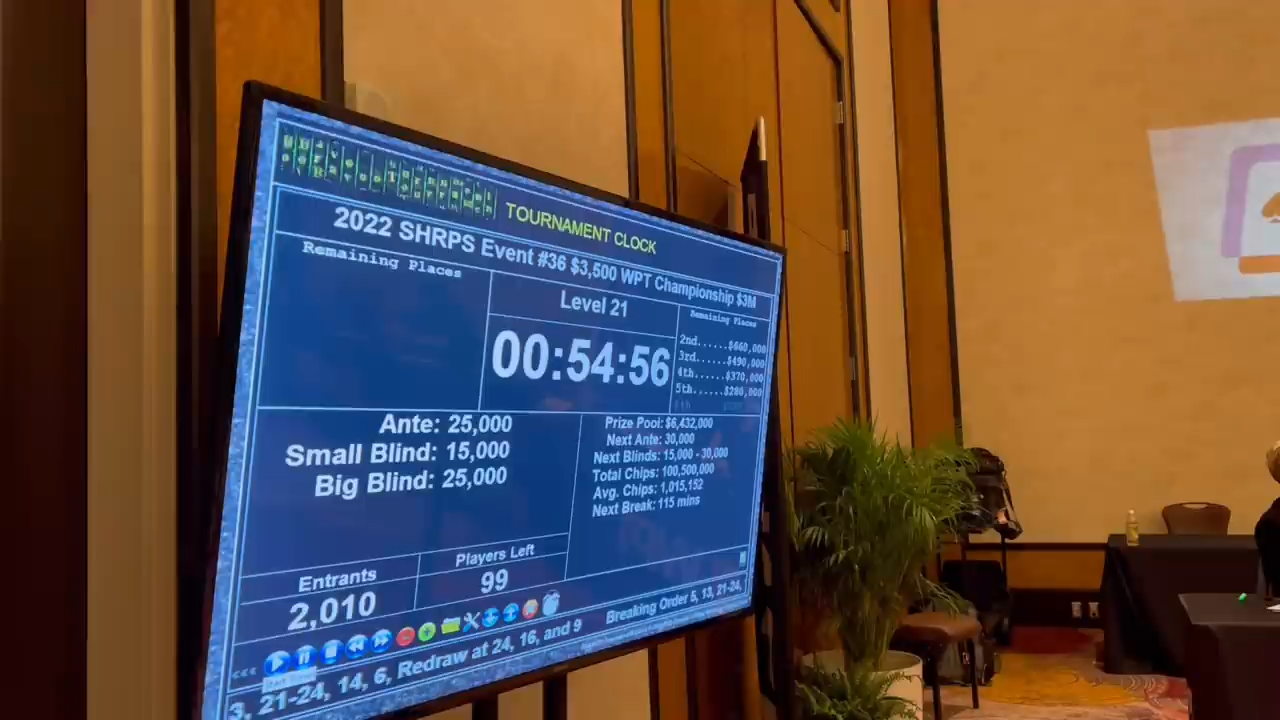 TOURNAMENT CLOCK
2022 SHRPS Event #36 $3,500 WPT Championship $3M
Remaining Places
Level 21
00:54:56
Remaining Places
2nd......$660,000
3rd......$490,000
4th......$370,000
5th......$280,000
Ante: 25,000
Small Blind: 15,000
Big Blind: 25,000
Prize Pool: $6,432,000
Next Ante: 30,000
Next Blinds: 15,000 - 30,000
Total Chips: 100,500,000
Avg. Chips: 1,015,152
Next Break: 115 mins
Entrants
2,010
Players Left
99
<<<
3, 21-24, 14, 6, Redraw at 24, 16, and 9 Breaking Order 5, 13, 21-24,